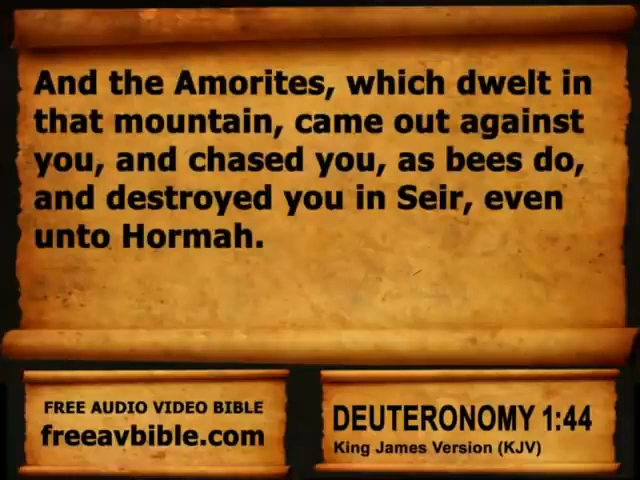 And the Amorites, which dwelt in
that mountain, came out against
you, and chased you, as bees do,
and destroyed you in Seir, even
unto Hormah.
FREE AUDIO VIDEO BIBLE
freeavbible.com
DEUTERONOMY 1:44
King James Version (KJV)